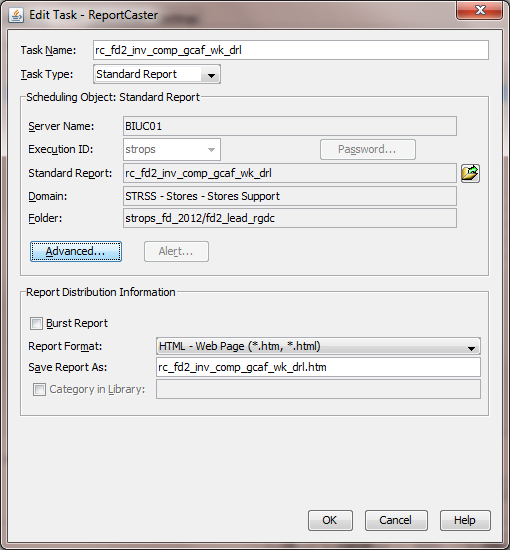 Edit Task - ReportCaster
Task Name: rc_fd2_inv_comp_gcaf_wk_drl
Task Type: Standard Report
Scheduling Object: Standard Report
Server Name: BIUC01
Execution ID: strops Password...
Standard Report: rc_fd2_inv_comp_gcaf_wk_drl
Domain: STRSS - Stores - Stores Support
Folder: strops_fd_2012/fd2_lead_rgdc
Advanced... Alert...
Report Distribution Information
Burst Report
Report Format: HTML - Web Page (*.htm, *.html)
Save Report As: rc_fd2_inv_comp_gcaf_wk_drl.htm
Category in Library:
OK Cancel Help